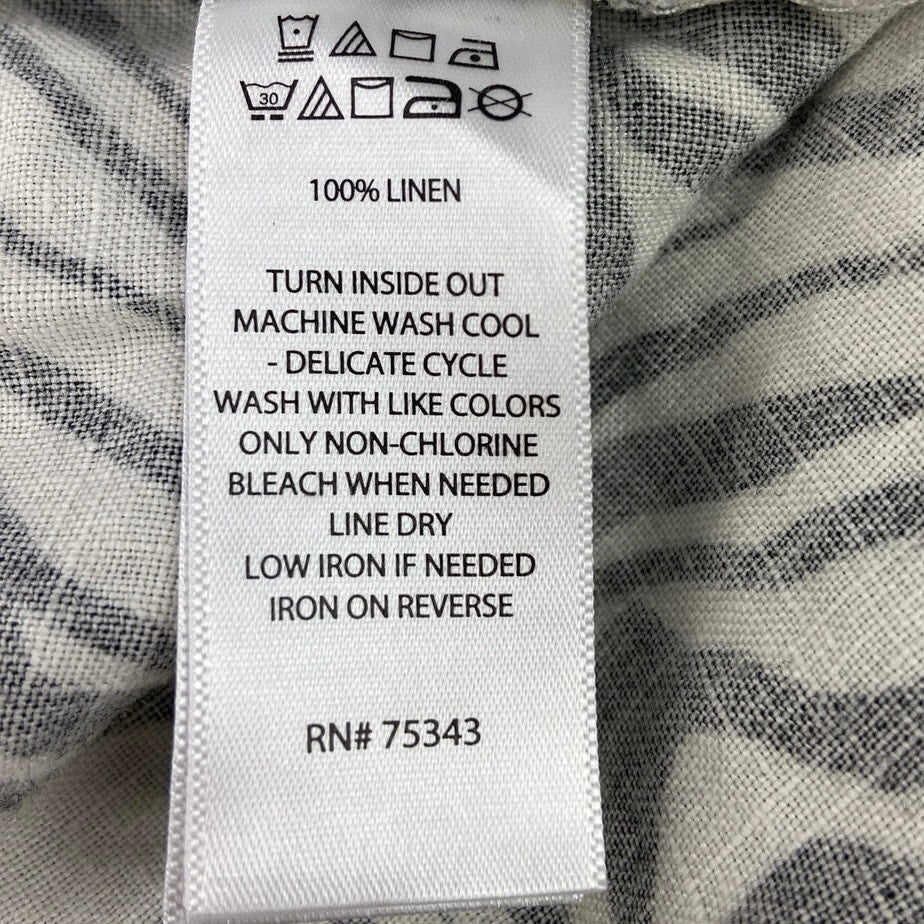 30
100% LINEN
TURN INSIDE OUT
MACHINE WASH COOL
- DELICATE CYCLE
WASH WITH LIKE COLORS
ONLY NON-CHLORINE
BLEACH WHEN NEEDED
LINE DRY
LOW IRON IF NEEDED
IRON ON REVERSE
RN# 75343